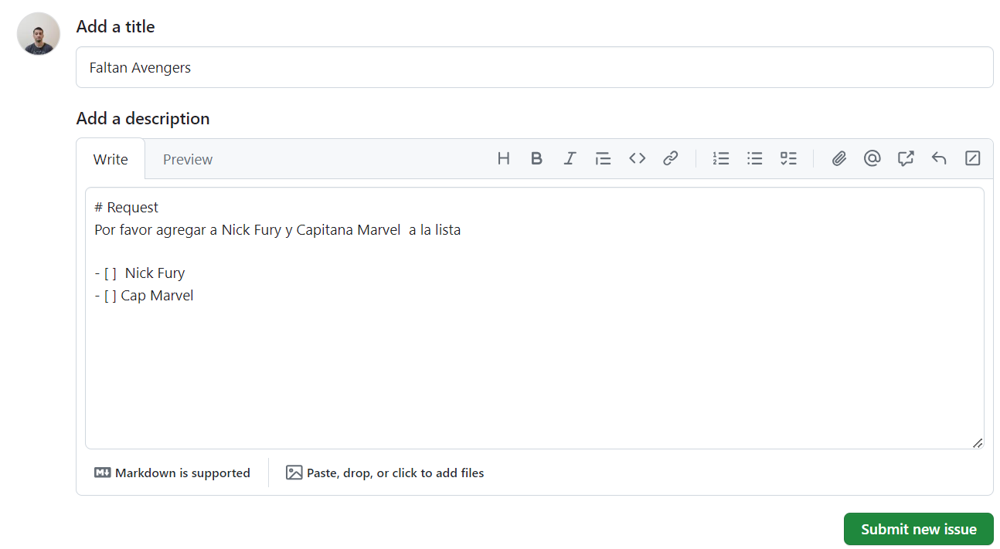 Add a title
Faltan Avengers
Add a description
Write Preview
# Request
Por favor agregar a Nick Fury y Capitana Marvel  a la lista
- [ ]  Nick Fury
- [ ] Cap Marvel
Markdown is supported
Paste, drop, or click to add files
Submit new issue